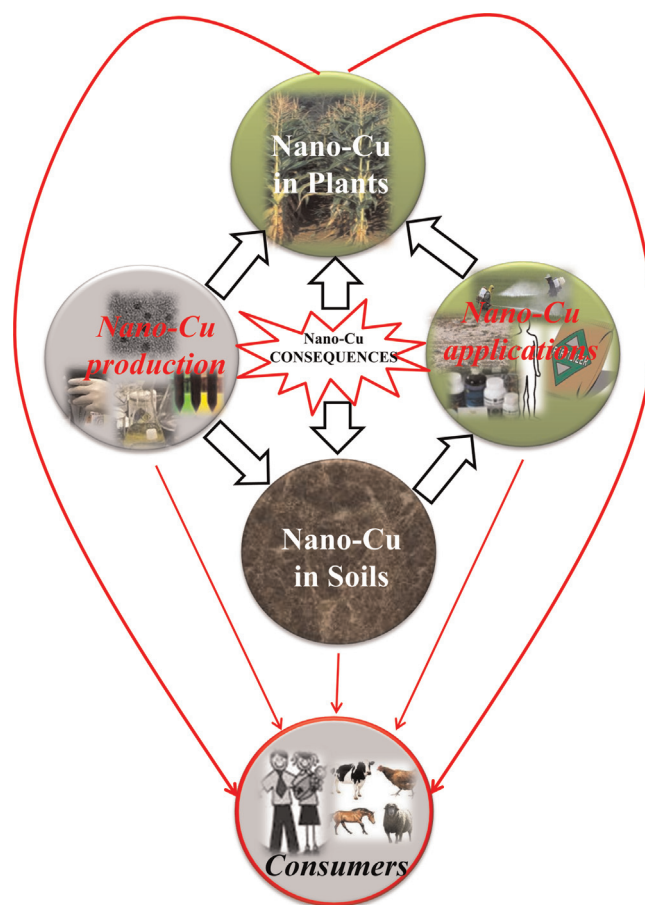 Nano-Cu
in Plants
Nano-Cu
production
Nano-Cu
CONSEQUENCES
Nano-Cu
applications
Nano-Cu
in Soils
Consumers